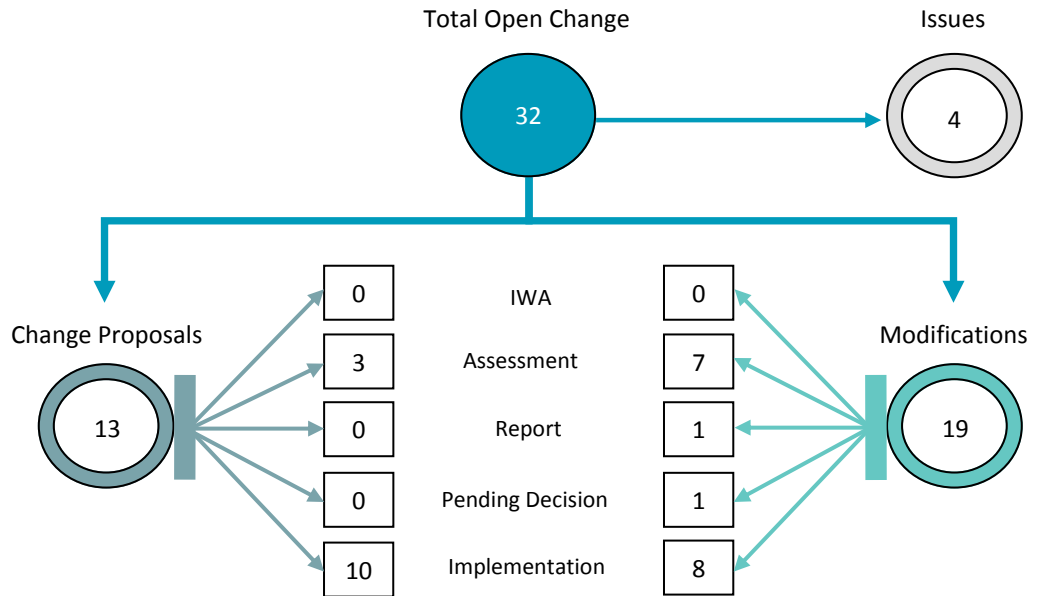 Total Open Change
Issues
32
4
0
IWA
0
Change Proposals
Modifications
3
Assessment
7
13
0
Report
1
19
0
Pending Decision
1
10
Implementation
8